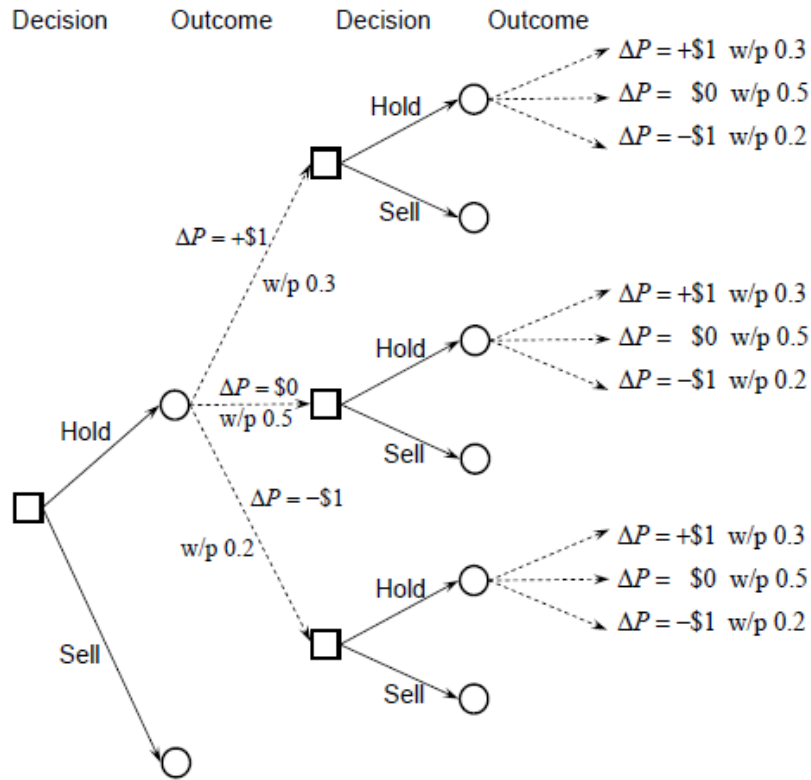 Decision Outcome Decision Outcome
ΔP = +$1 w/p 0.3
Hold
ΔP = $0 w/p 0.5
ΔP = −$1 w/p 0.2
Sell
ΔP = +$1
w/p 0.3
ΔP = +$1 w/p 0.3
Hold
ΔP = $0 w/p 0.5
ΔP = −$1 w/p 0.2
ΔP = $0
w/p 0.5
Hold
Sell
ΔP = −$1
w/p 0.2
ΔP = +$1 w/p 0.3
Hold
ΔP = $0 w/p 0.5
ΔP = −$1 w/p 0.2
Sell
Sell